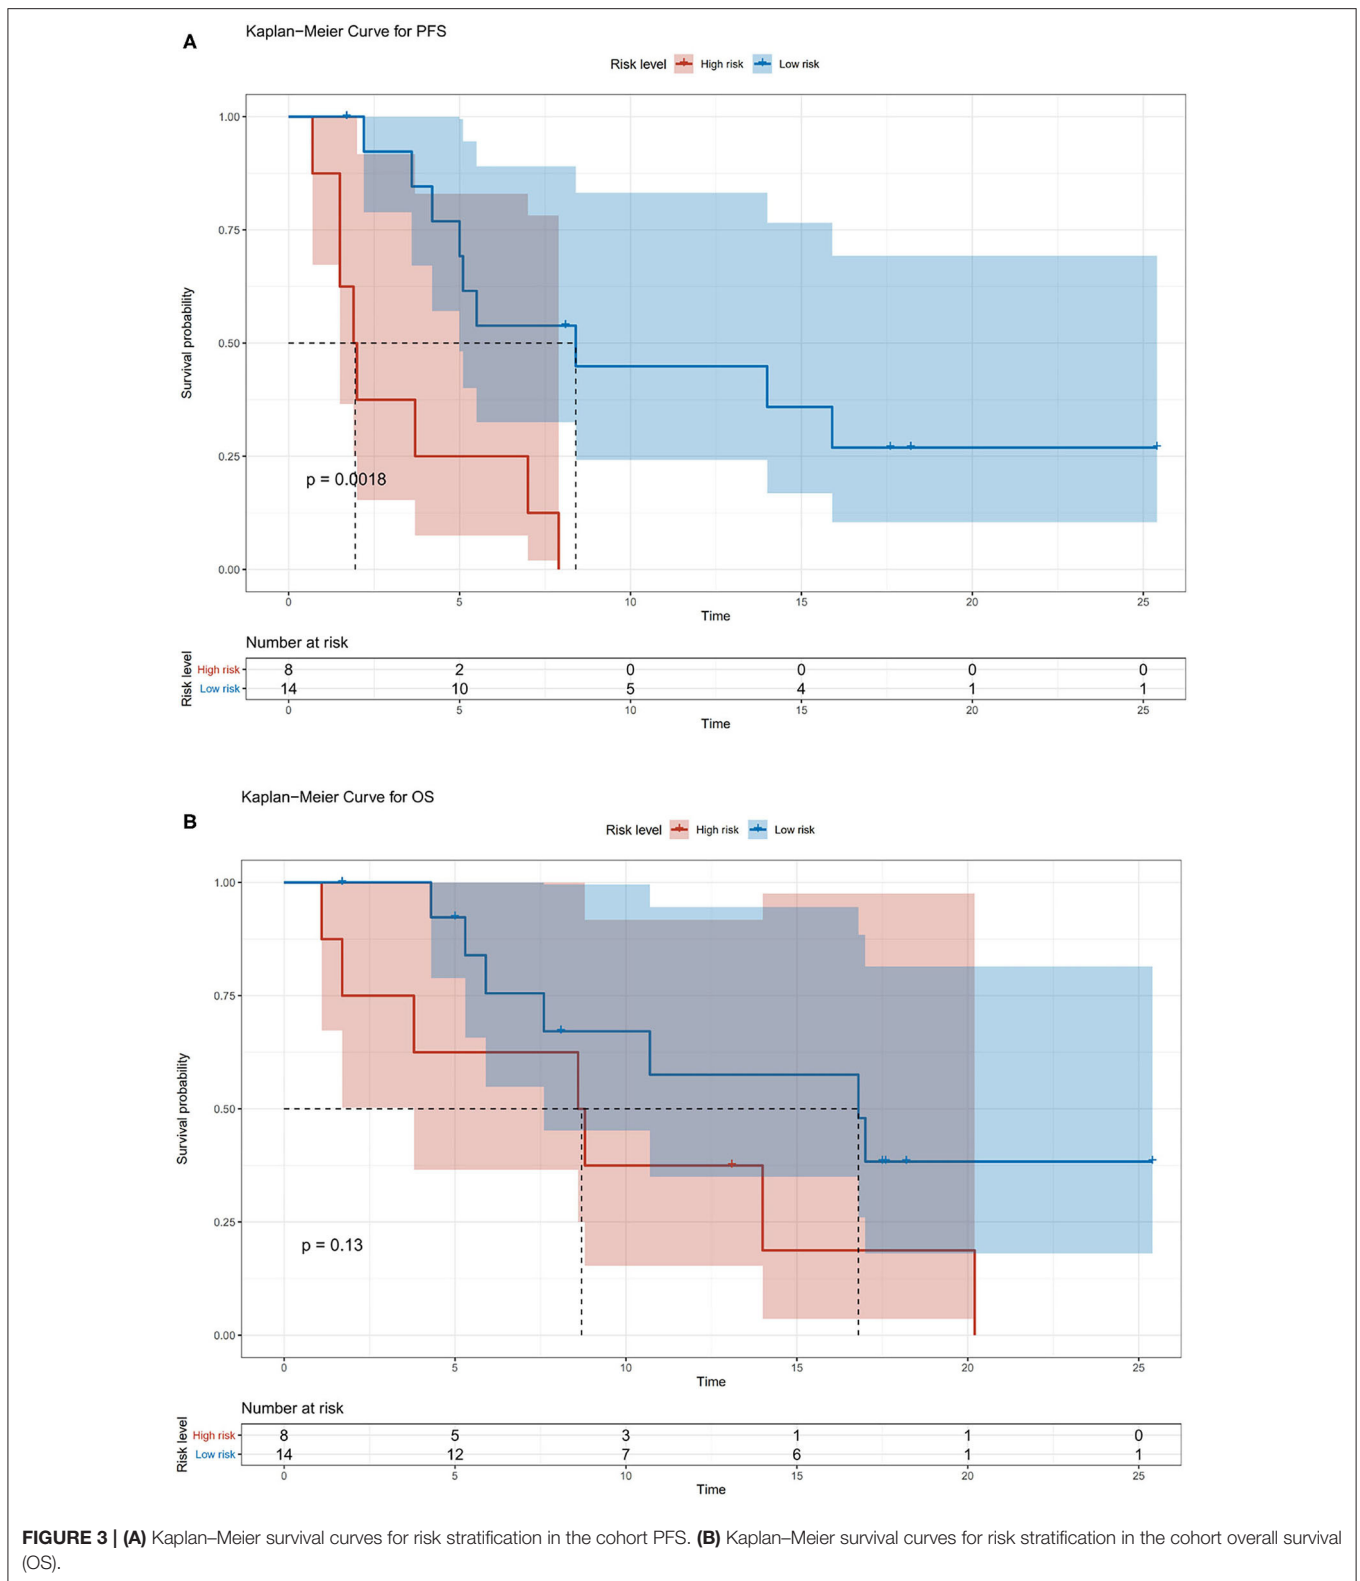 A
Kaplan−Meier Curve for PFS
Risk level High risk Low risk
1.00
0.75
0.50
0.25
0.00
Survival probability
p = 0.0018
0 5 10 15 20 25
Time
Number at risk
Risk level
High risk 8 2 0 0 0 0
Low risk 14 10 5 4 1 1
0 5 10 15 20 25
Time
Kaplan−Meier Curve for OS
B
Risk level High risk Low risk
1.00
0.75
0.50
0.25
0.00
Survival probability
p = 0.13
0 5 10 15 20 25
Time
Number at risk
Risk level
High risk 8 5 3 1 1 0
Low risk 14 12 7 6 1 1
0 5 10 15 20 25
Time
FIGURE 3 | (A) Kaplan–Meier survival curves for risk stratification in the cohort PFS. (B) Kaplan–Meier survival curves for risk stratification in the cohort overall survival
(OS).